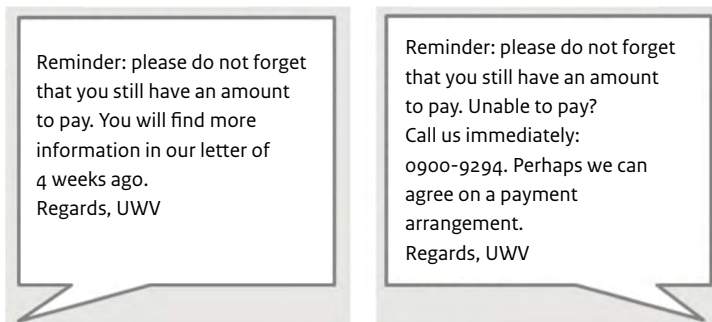 Reminder: please do not forget
that you still have an amount
to pay. You will find more
information in our letter of
4 weeks ago.
Regards, UWV
Reminder: please do not forget
that you still have an amount
to pay. Unable to pay?
Call us immediately:
0900-9294. Perhaps we can
agree on a payment
arrangement.
Regards, UWV